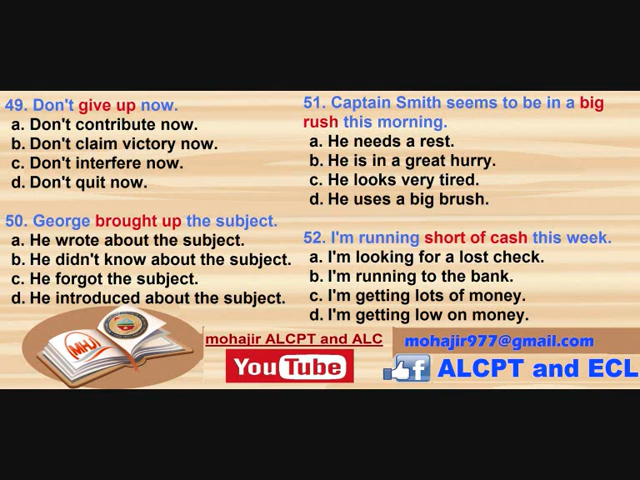 49. Don't give up now.
a. Don't contribute now.
b. Don't claim victory now.
c. Don't interfere now.
d. Don't quit now.
50. George brought up the subject.
a. He wrote about the subject.
b. He didn't know about the subject.
c. He forgot the subject.
d. He introduced about the subject.
51. Captain Smith seems to be in a big
rush this morning.
a. He needs a rest.
b. He is in a great hurry.
c. He looks very tired.
d. He uses a big brush.
52. I'm running short of cash this week.
a. I'm looking for a lost check.
b. I'm running to the bank.
c. I'm getting lots of money.
d. I'm getting low on money.
MHJ
mohajir ALCPT and ALC
YouTube
mohajir977@gmail.com
f ALCPT and ECL